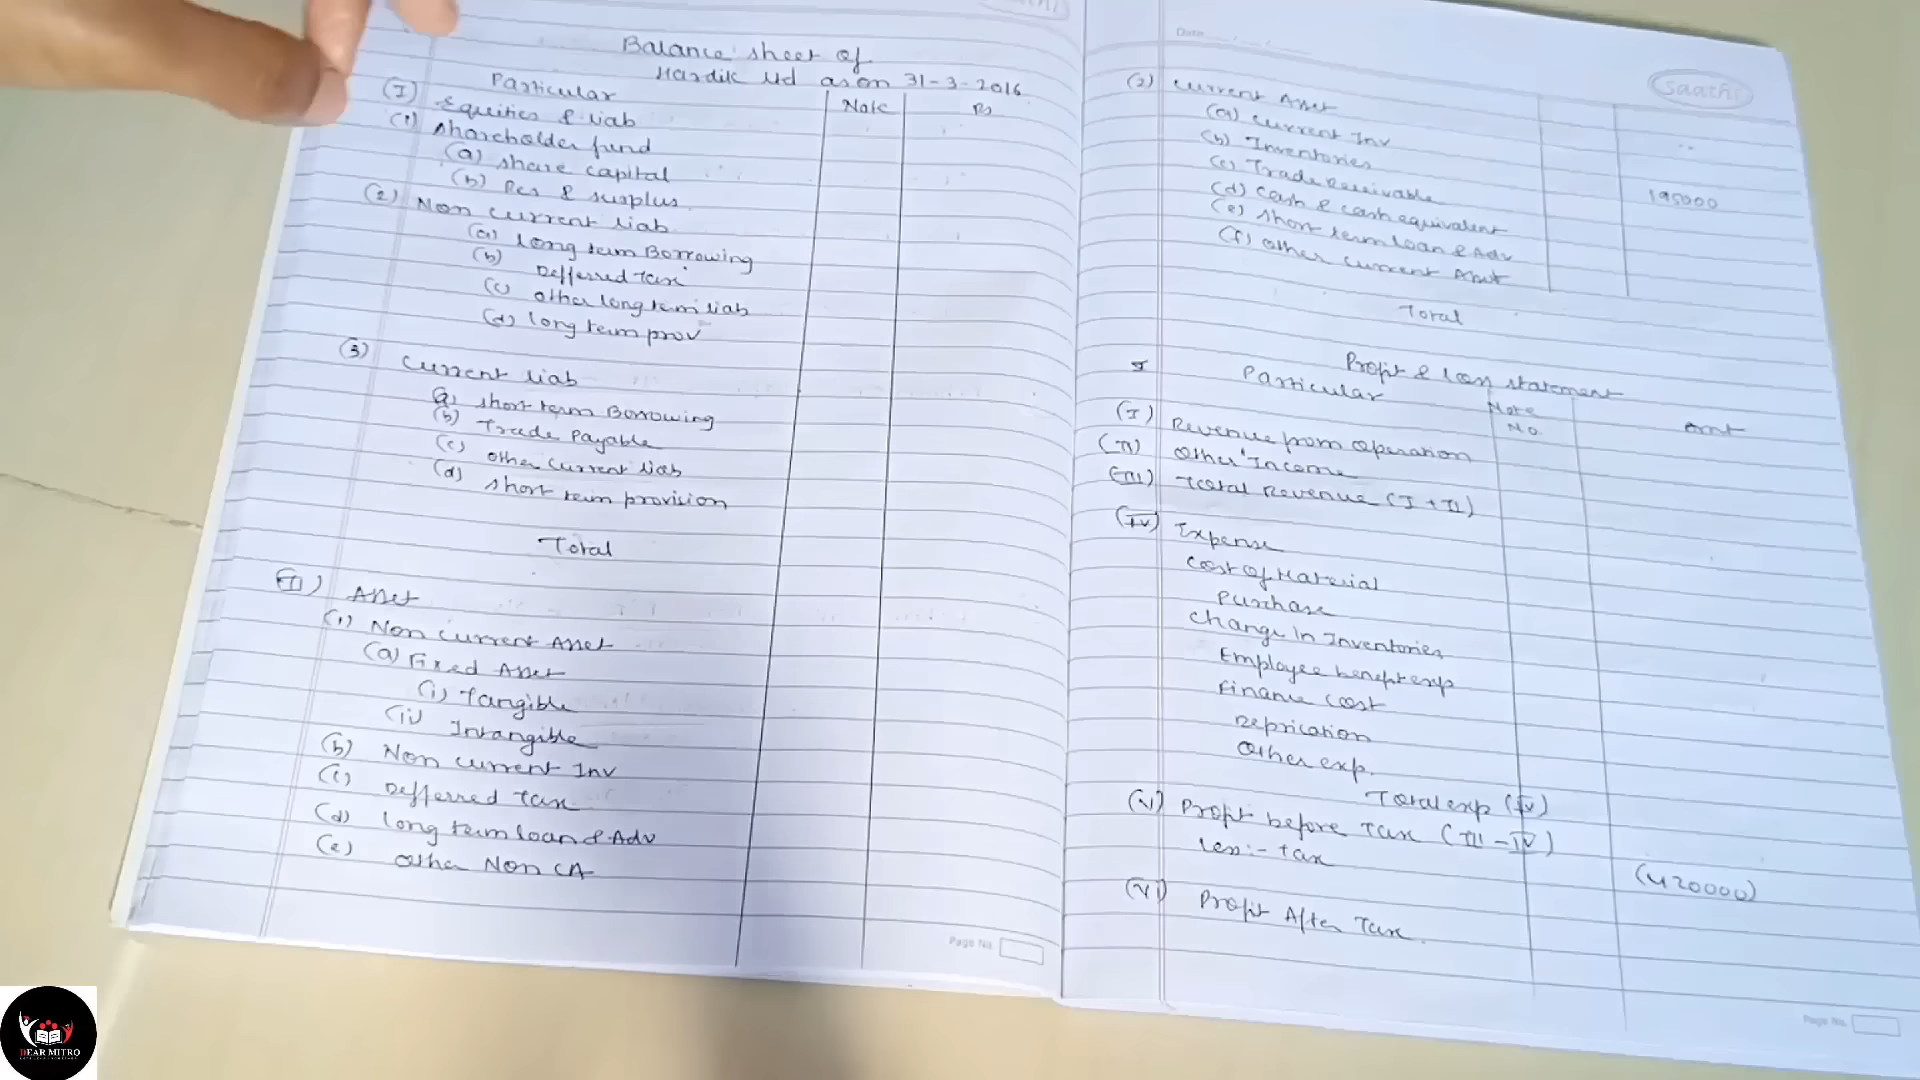 Balance sheet of
Hardik Ltd as on 31-3-2016
Particular Note Rs
(I) Equities & liab
(1) Shareholder fund
(a) share capital
(b) Res & surplus
(2) Non current liab
(a) long term Borrowing
(b) Defferred tax
(c) other long term liab
(d) long term prov
(3) Current liab
(a) short term Borrowing
(b) Trade Payable
(c) other current liab
(d) short term provision
Total
(II) Asset
(1) Non current Asset
(a) Fixed Asset
(i) Tangible
(ii) Intangible
(b) Non current Inv
(c) Defferred Tax
(d) long term loan & Adv
(e) other Non CA
Page No.
Date
Saathi
(2) Current Asset
(a) current Inv
(b) Inventories
(c) Trade Receivable 195000
(d) cash & cash equivalent
(e) short term loan & Adv
(f) other current Asset
Total
Profit & loss statement
Particular Note No. Amt
(I) Revenue from operation
(II) other Income
(III) Total Revenue (I + II)
(IV) Expense
Cost of Material
Purchase
Change in Inventories
Employee benefit exp
Finance cost
Deprication
Other exp.
Total exp (IV)
(V) Profit before Tax (III - IV)
less:- tax (420000)
(VI) Profit After Tax
Page No.
DEAR MITRO